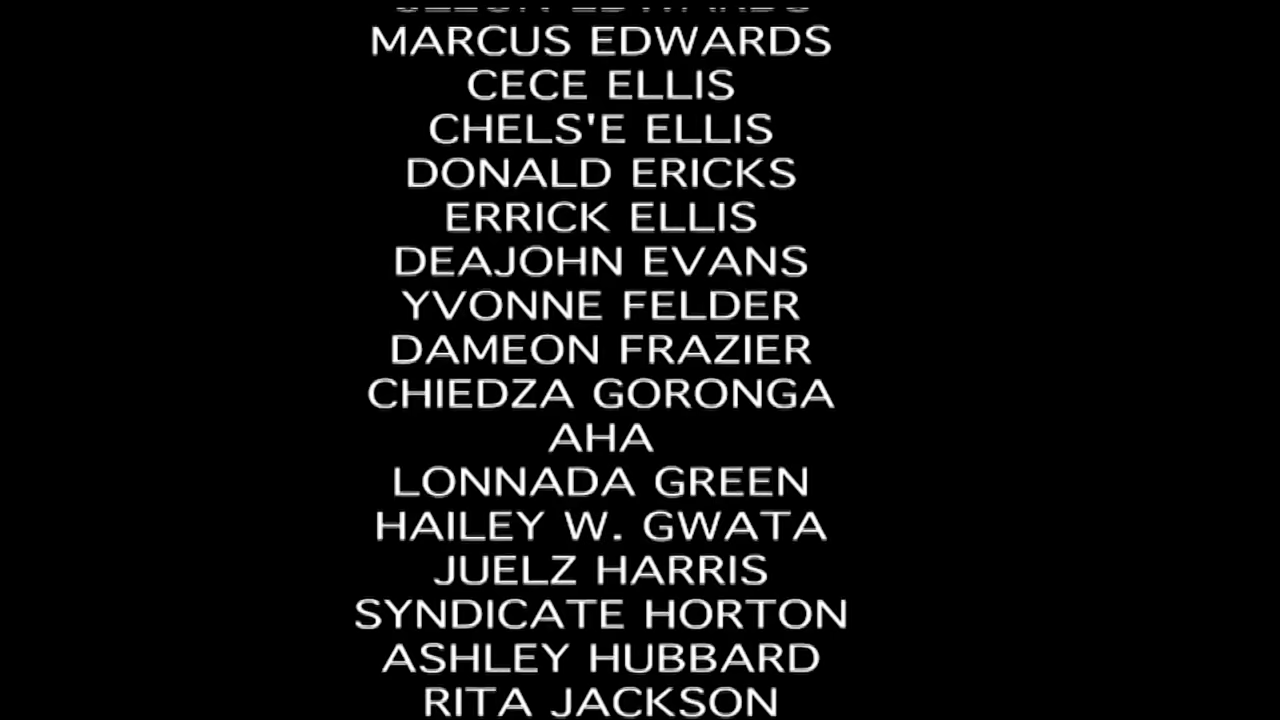 EDWARDS
MARCUS EDWARDS
CECE ELLIS
CHELS'E ELLIS
DONALD ERICKS
ERRICK ELLIS
DEAJOHN EVANS
YVONNE FELDER
DAMEON FRAZIER
CHIEDZA GORONGA
AHA
LONNADA GREEN
HAILEY W. GWATA
JUELZ HARRIS
SYNDICATE HORTON
ASHLEY HUBBARD
RITA JACKSON